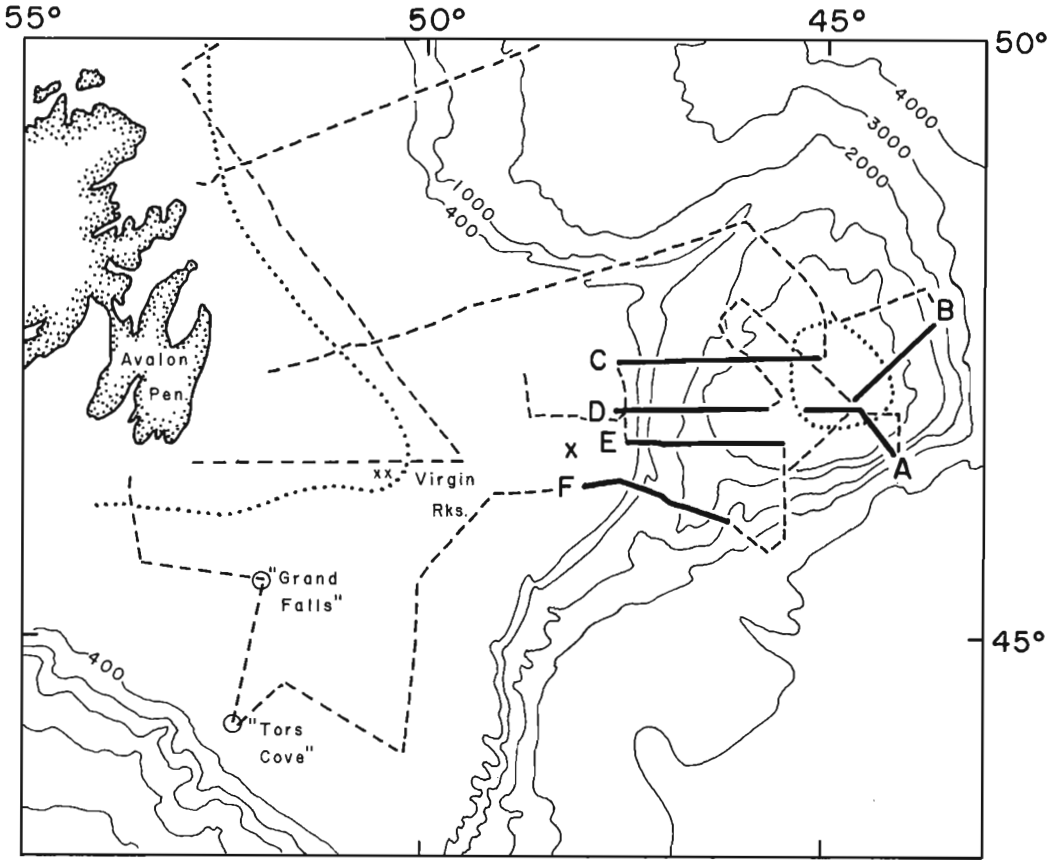 55°
50°
45°
50°
4000
3000
2000
1000
400
B
C
Avalon
Pen.
D
E
x
A
xx
Virgin
Rks.
F
"Grand
Falls"
45°
400
"Tors
Cove"